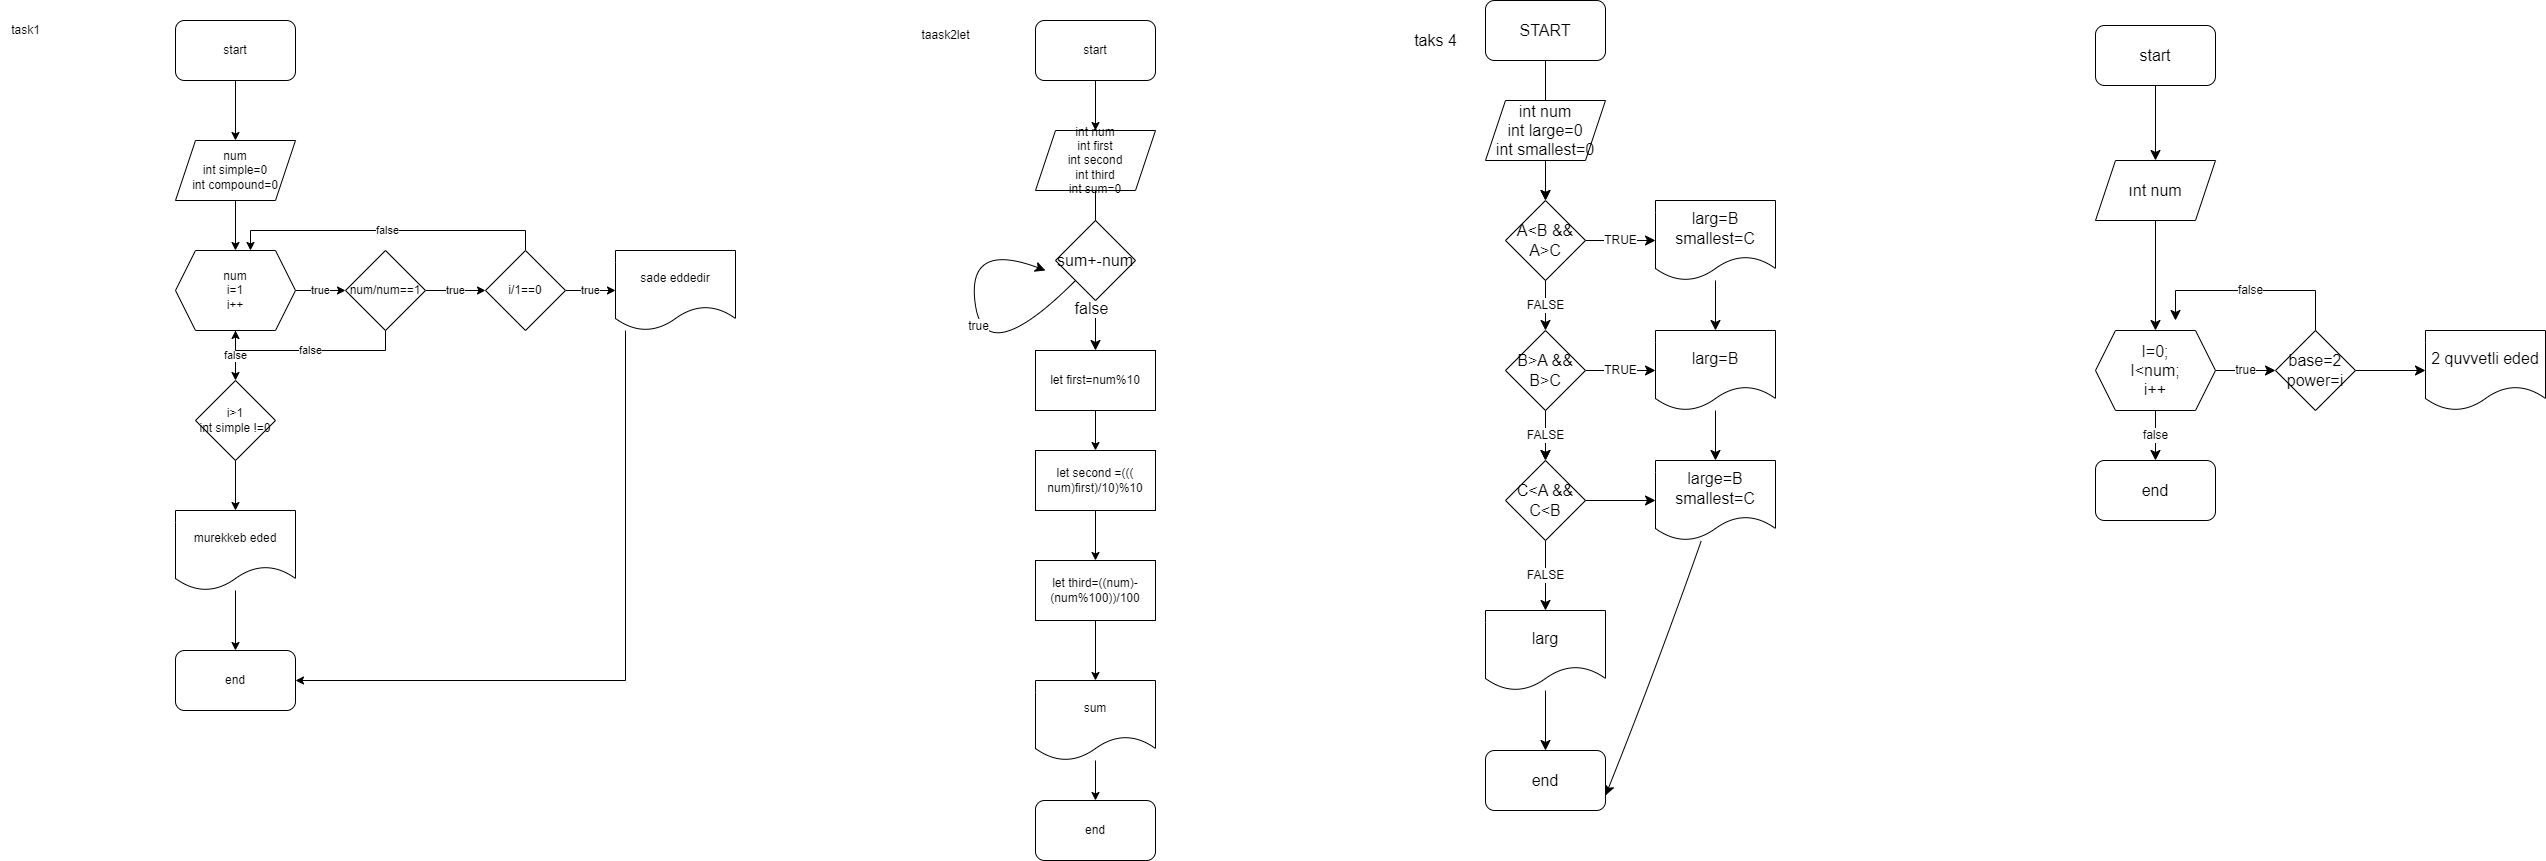 task1
start
num
int simple=0
int compound=0
false
num
i=1
i++
true
num/num==1
true
i/1==0
true
sade eddedir
false
false
i>1
int simple !=0
murekkeb eded
end
taask2let
start
int num
int first
int second
int third
int sum=0
sum+-num
true
false
let first=num%10
let second =(((
num)first)/10)%10
let third=((num)-
(num%100))/100
sum
end
taks 4
START
int num
int large=0
int smallest=0
A<B &&
A>C
TRUE
larg=B
smallest=C
FALSE
B>A &&
B>C
TRUE
larg=B
FALSE
C<A &&
C<B
large=B
smallest=C
FALSE
larg
end
start
ınt num
false
I=0;
I<num;
i++
true
base=2
power=i
2 quvvetli eded
false
end